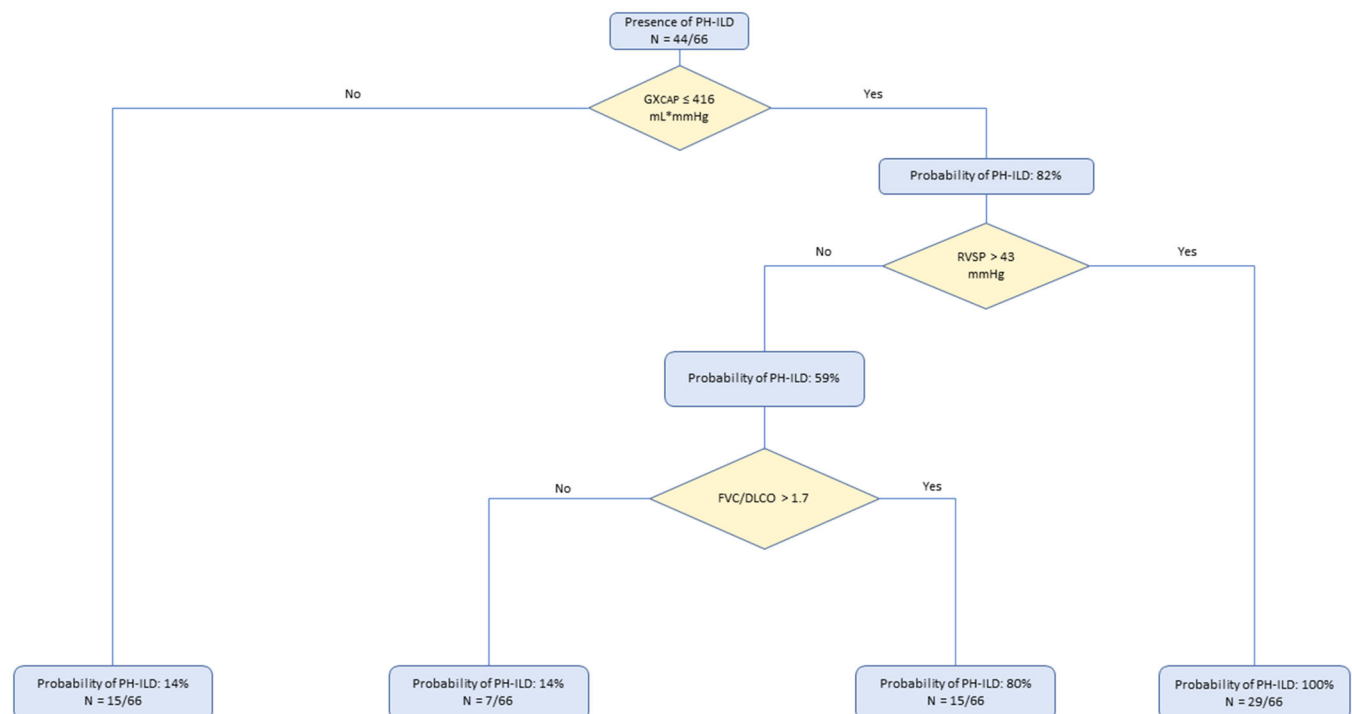 Presence of PH-ILD
N = 44/66
No
GXCAP ≤ 416
mL*mmHg
Yes
Probability of PH-ILD: 82%
No
RVSP > 43
mmHg
Yes
Probability of PH-ILD: 59%
No
FVC/DLCO > 1.7
Yes
Probability of PH-ILD: 14%
N = 15/66
Probability of PH-ILD: 14%
N = 7/66
Probability of PH-ILD: 80%
N = 15/66
Probability of PH-ILD: 100%
N = 29/66